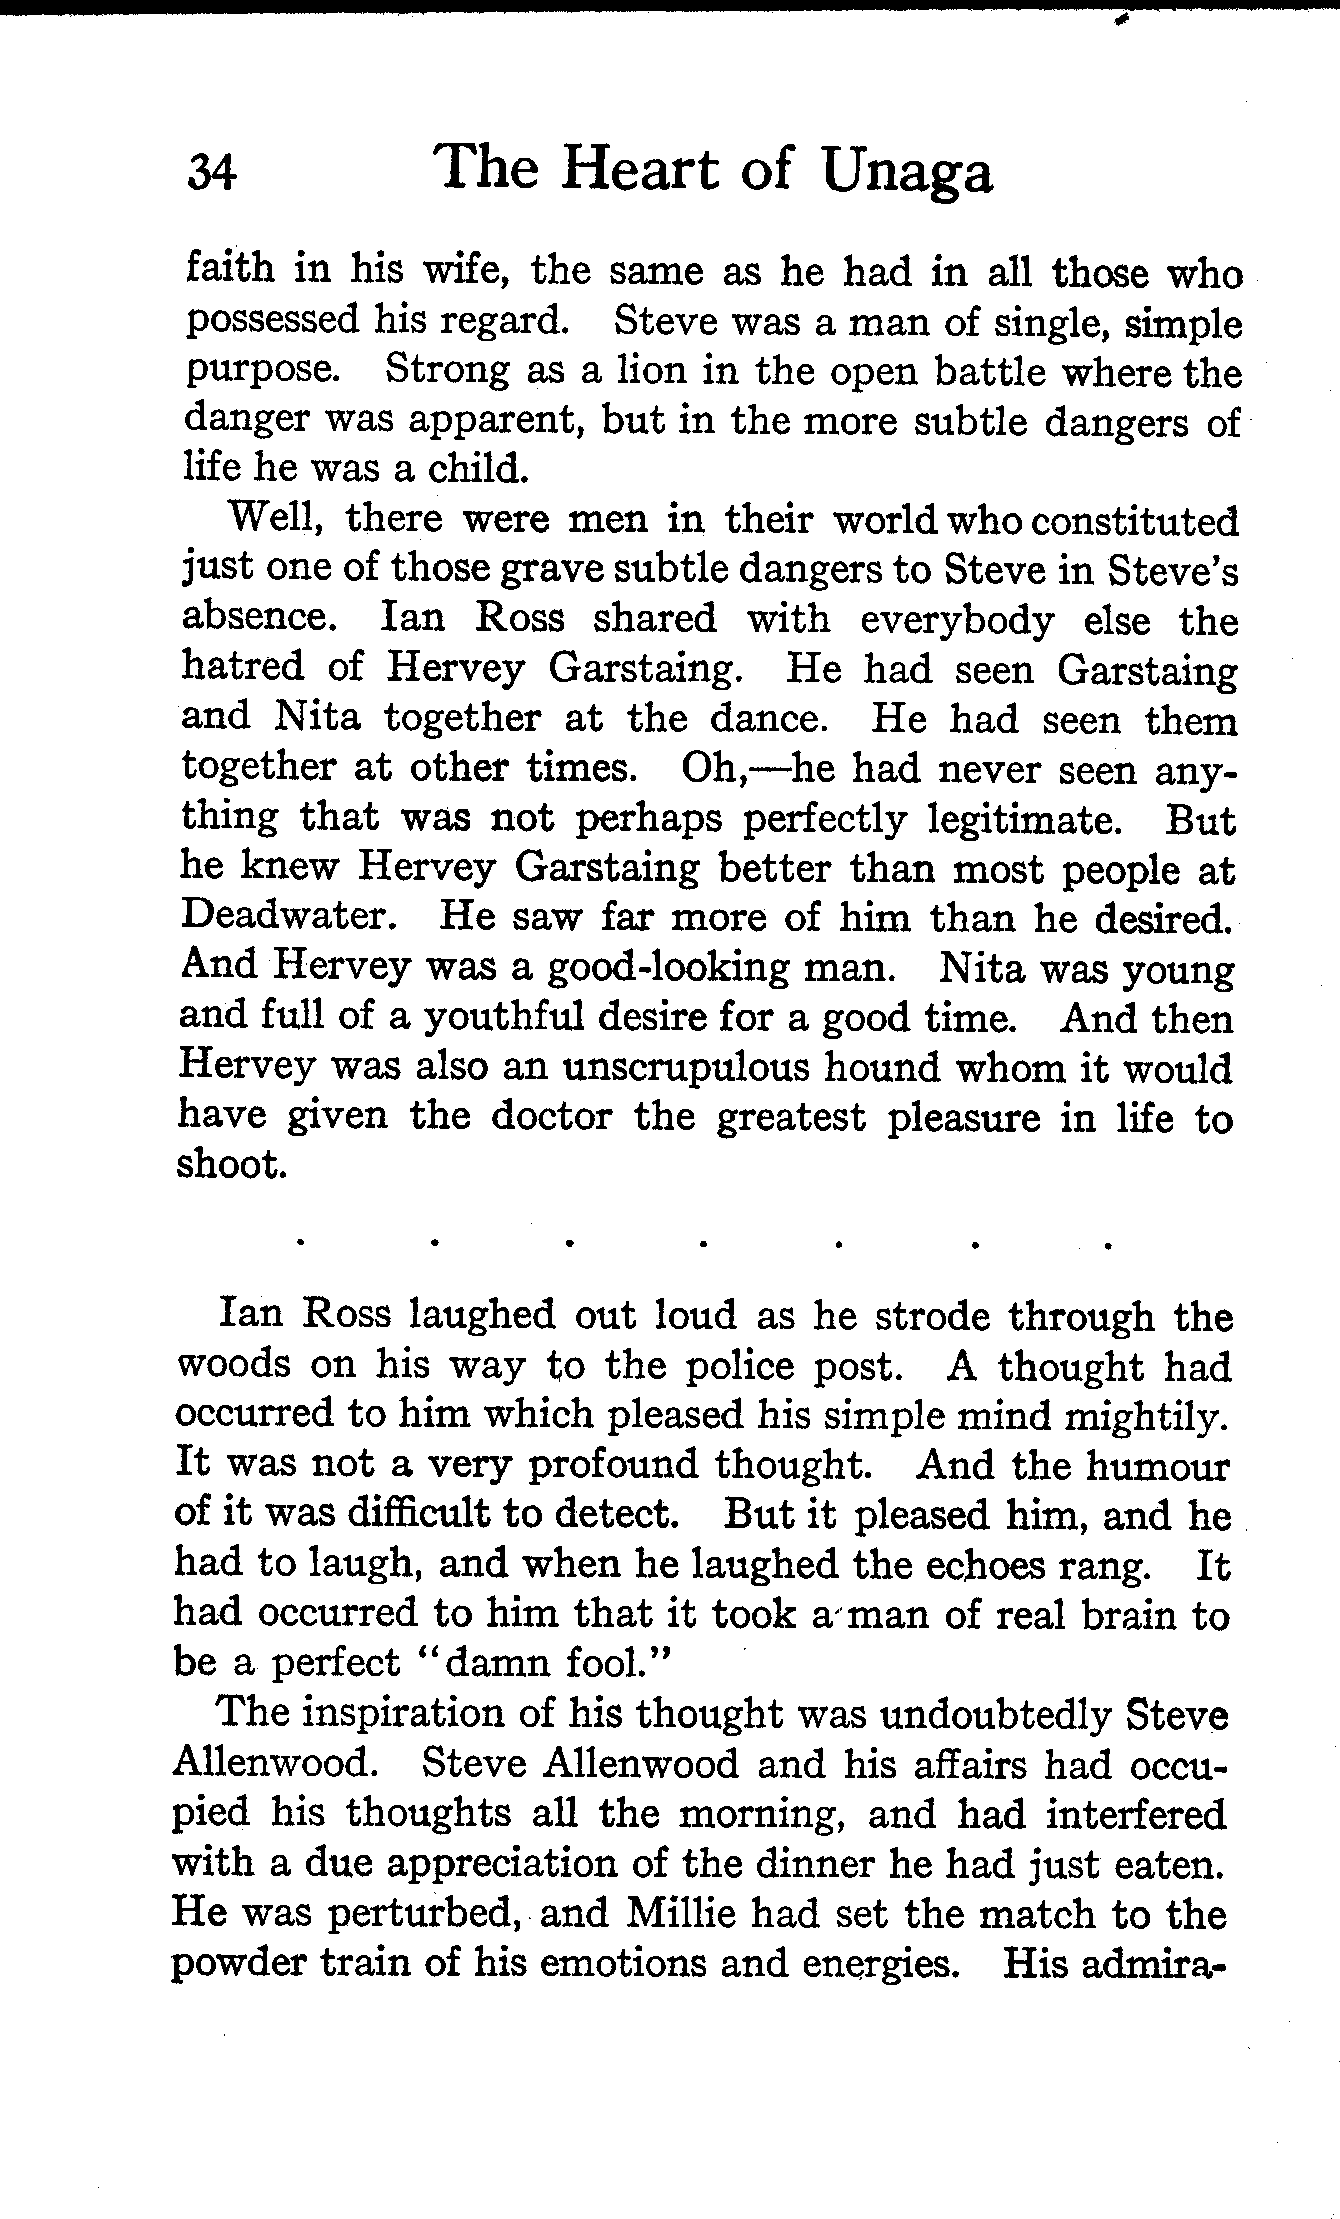 34 The Heart of Unaga
faith in his wife, the same as he had in all those who
possessed his regard. Steve was a man of single, simple
purpose. Strong as a lion in the open battle where the
danger was apparent, but in the more subtle dangers of
life he was a child.
Well, there were men in their world who constituted
just one of those grave subtle dangers to Steve in Steve's
absence. Ian Ross shared with everybody else the
hatred of Hervey Garstaing. He had seen Garstaing
and Nita together at the dance. He had seen them
together at other times. Oh,—he had never seen any-
thing that was not perhaps perfectly legitimate. But
he knew Hervey Garstaing better than most people at
Deadwater. He saw far more of him than he desired.
And Hervey was a good-looking man. Nita was young
and full of a youthful desire for a good time. And then
Hervey was also an unscrupulous hound whom it would
have given the doctor the greatest pleasure in life to
shoot.
. . . . . . .
Ian Ross laughed out loud as he strode through the
woods on his way to the police post. A thought had
occurred to him which pleased his simple mind mightily.
It was not a very profound thought. And the humour
of it was difficult to detect. But it pleased him, and he
had to laugh, and when he laughed the echoes rang. It
had occurred to him that it took a man of real brain to
be a perfect "damn fool."
The inspiration of his thought was undoubtedly Steve
Allenwood. Steve Allenwood and his affairs had occu-
pied his thoughts all the morning, and had interfered
with a due appreciation of the dinner he had just eaten.
He was perturbed, and Millie had set the match to the
powder train of his emotions and energies. His admira-